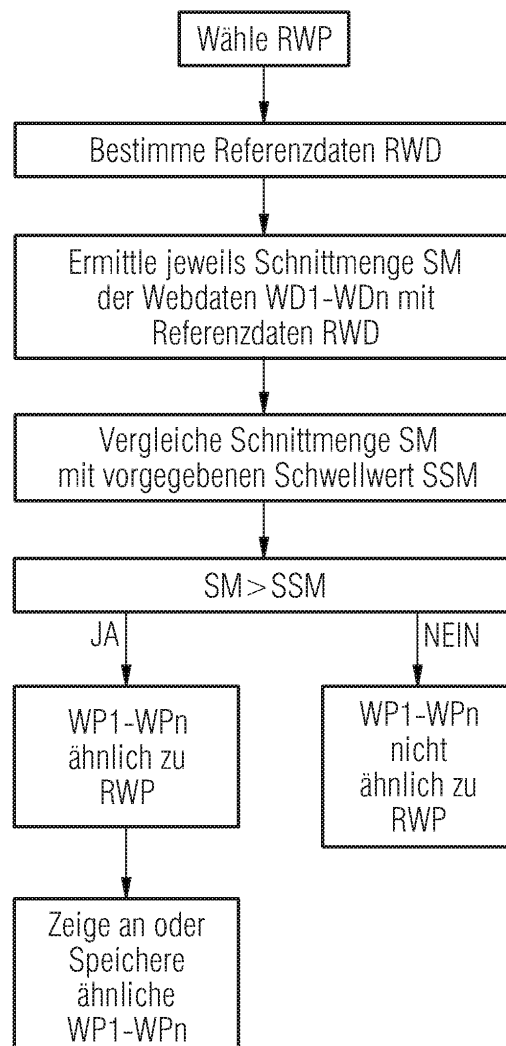 Wähle RWP
Bestimme Referenzdaten RWD
Ermittle jeweils Schnittmenge SM
der Webdaten WD1-WDn mit
Referenzdaten RWD
Vergleiche Schnittmenge SM
mit vorgegebenen Schwellwert SSM
SM>SSM
JA
NEIN
WP1-WPn
ähnlich zu
RWP
WP1-WPn
nicht
ähnlich zu
RWP
Zeige an oder
Speichere
ähnliche
WP1-WPn